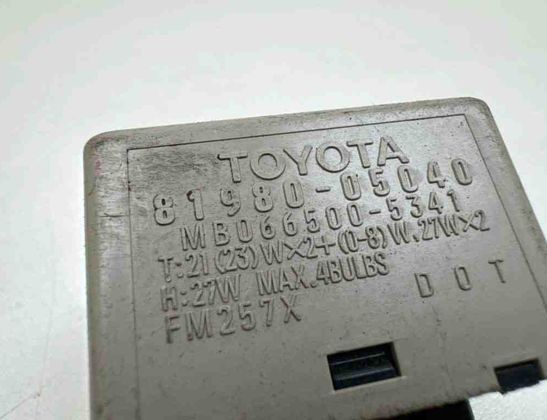 TOYOTA
81980-05040
MB066500-5341
T:21(23)W×2+(0-8)W.27W×2
H:27W MAX.4BULBS
FM257X DOT